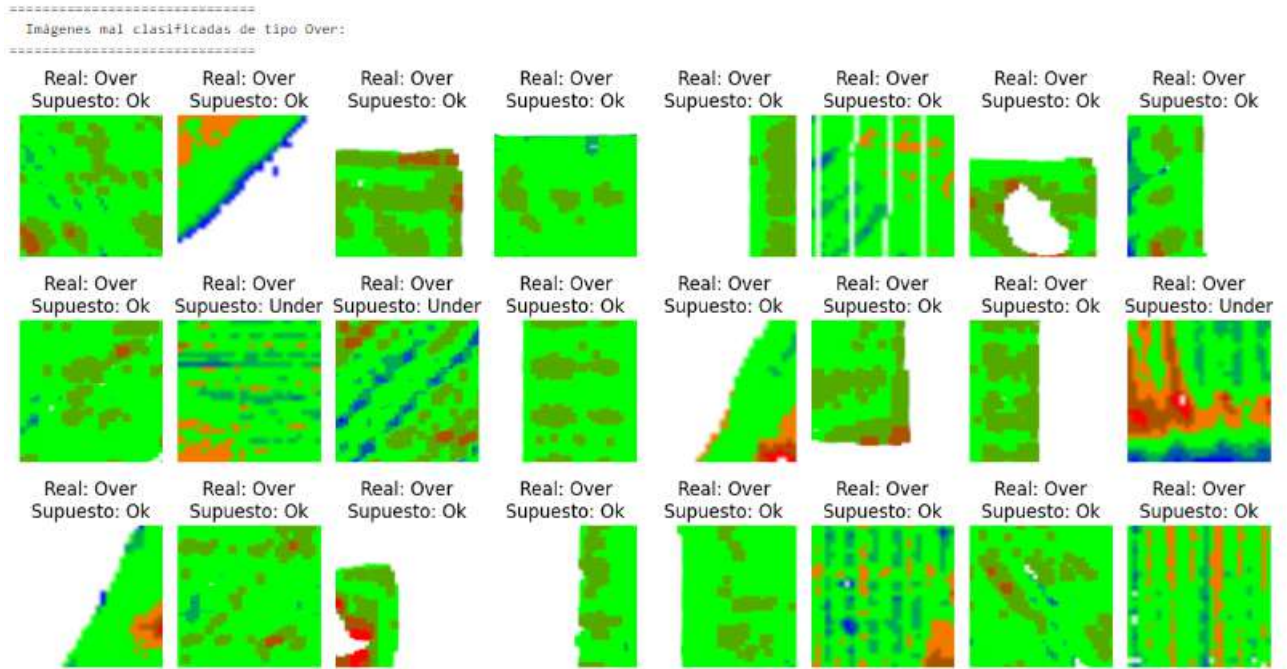 ==============================
Imágenes mal clasificadas de tipo Over:
==============================
Real: Over Real: Over Real: Over Real: Over Real: Over Real: Over Real: Over Real: Over
Supuesto: Ok Supuesto: Ok Supuesto: Ok Supuesto: Ok Supuesto: Ok Supuesto: Ok Supuesto: Ok Supuesto: Ok
Real: Over Real: Over Real: Over Real: Over Real: Over Real: Over Real: Over Real: Over
Supuesto: Ok Supuesto: Under Supuesto: Under Supuesto: Ok Supuesto: Ok Supuesto: Ok Supuesto: Ok Supuesto: Under
Real: Over Real: Over Real: Over Real: Over Real: Over Real: Over Real: Over Real: Over
Supuesto: Ok Supuesto: Ok Supuesto: Ok Supuesto: Ok Supuesto: Ok Supuesto: Ok Supuesto: Ok Supuesto: Ok